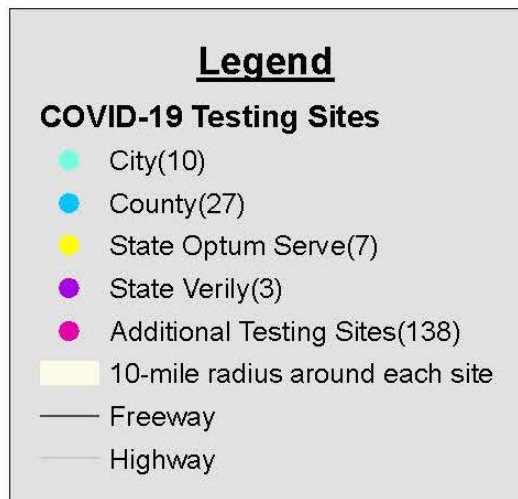 Legend
COVID-19 Testing Sites
City(10)
County(27)
State Optum Serve(7)
State Verily(3)
Additional Testing Sites(138)
10-mile radius around each site
Freeway
Highway